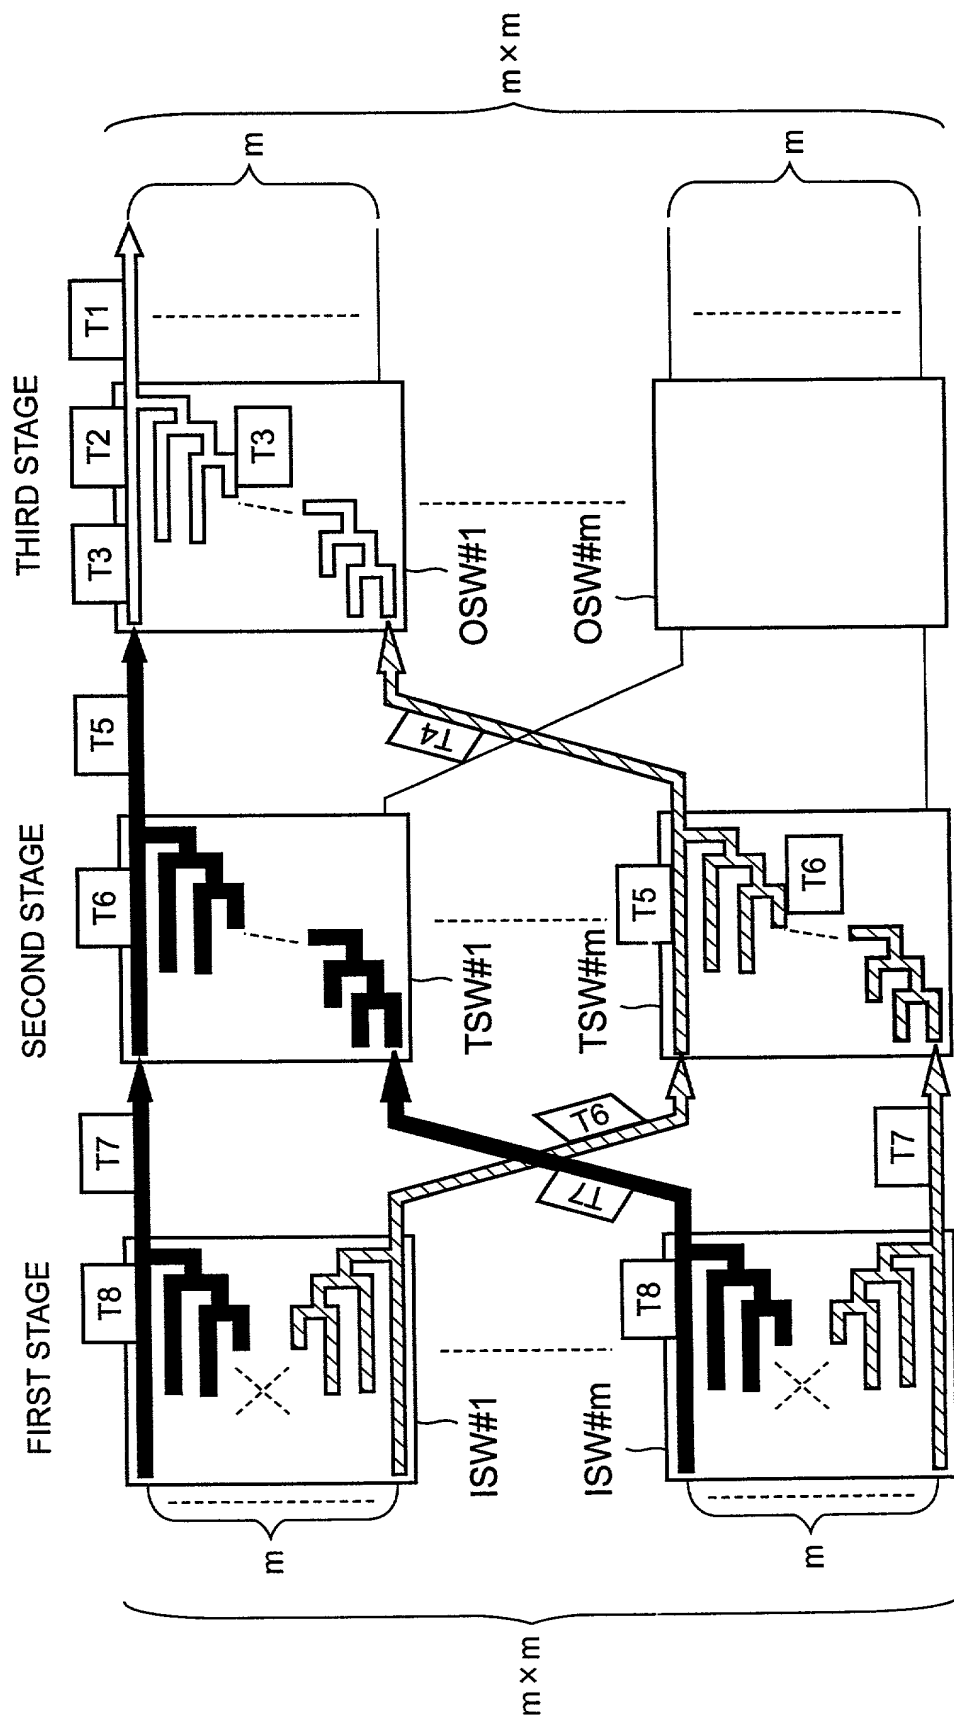 FIRST STAGE
SECOND STAGE
THIRD STAGE
T8
T7
T6
T5
T3
T2
T1
T3
m
m
m × m
m × m
ISW#1
TSW#1
OSW#1
T7
T6
T4
ISW#m
TSW#m
OSW#m
T8
T5
T6
T7
m
m